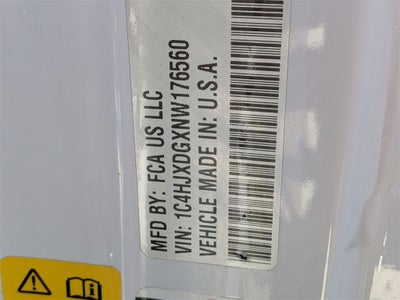 MFD BY: FCA US LLC
VIN: 1C4HJXDGXNW176560
VEHICLE MADE IN: U.S.A.